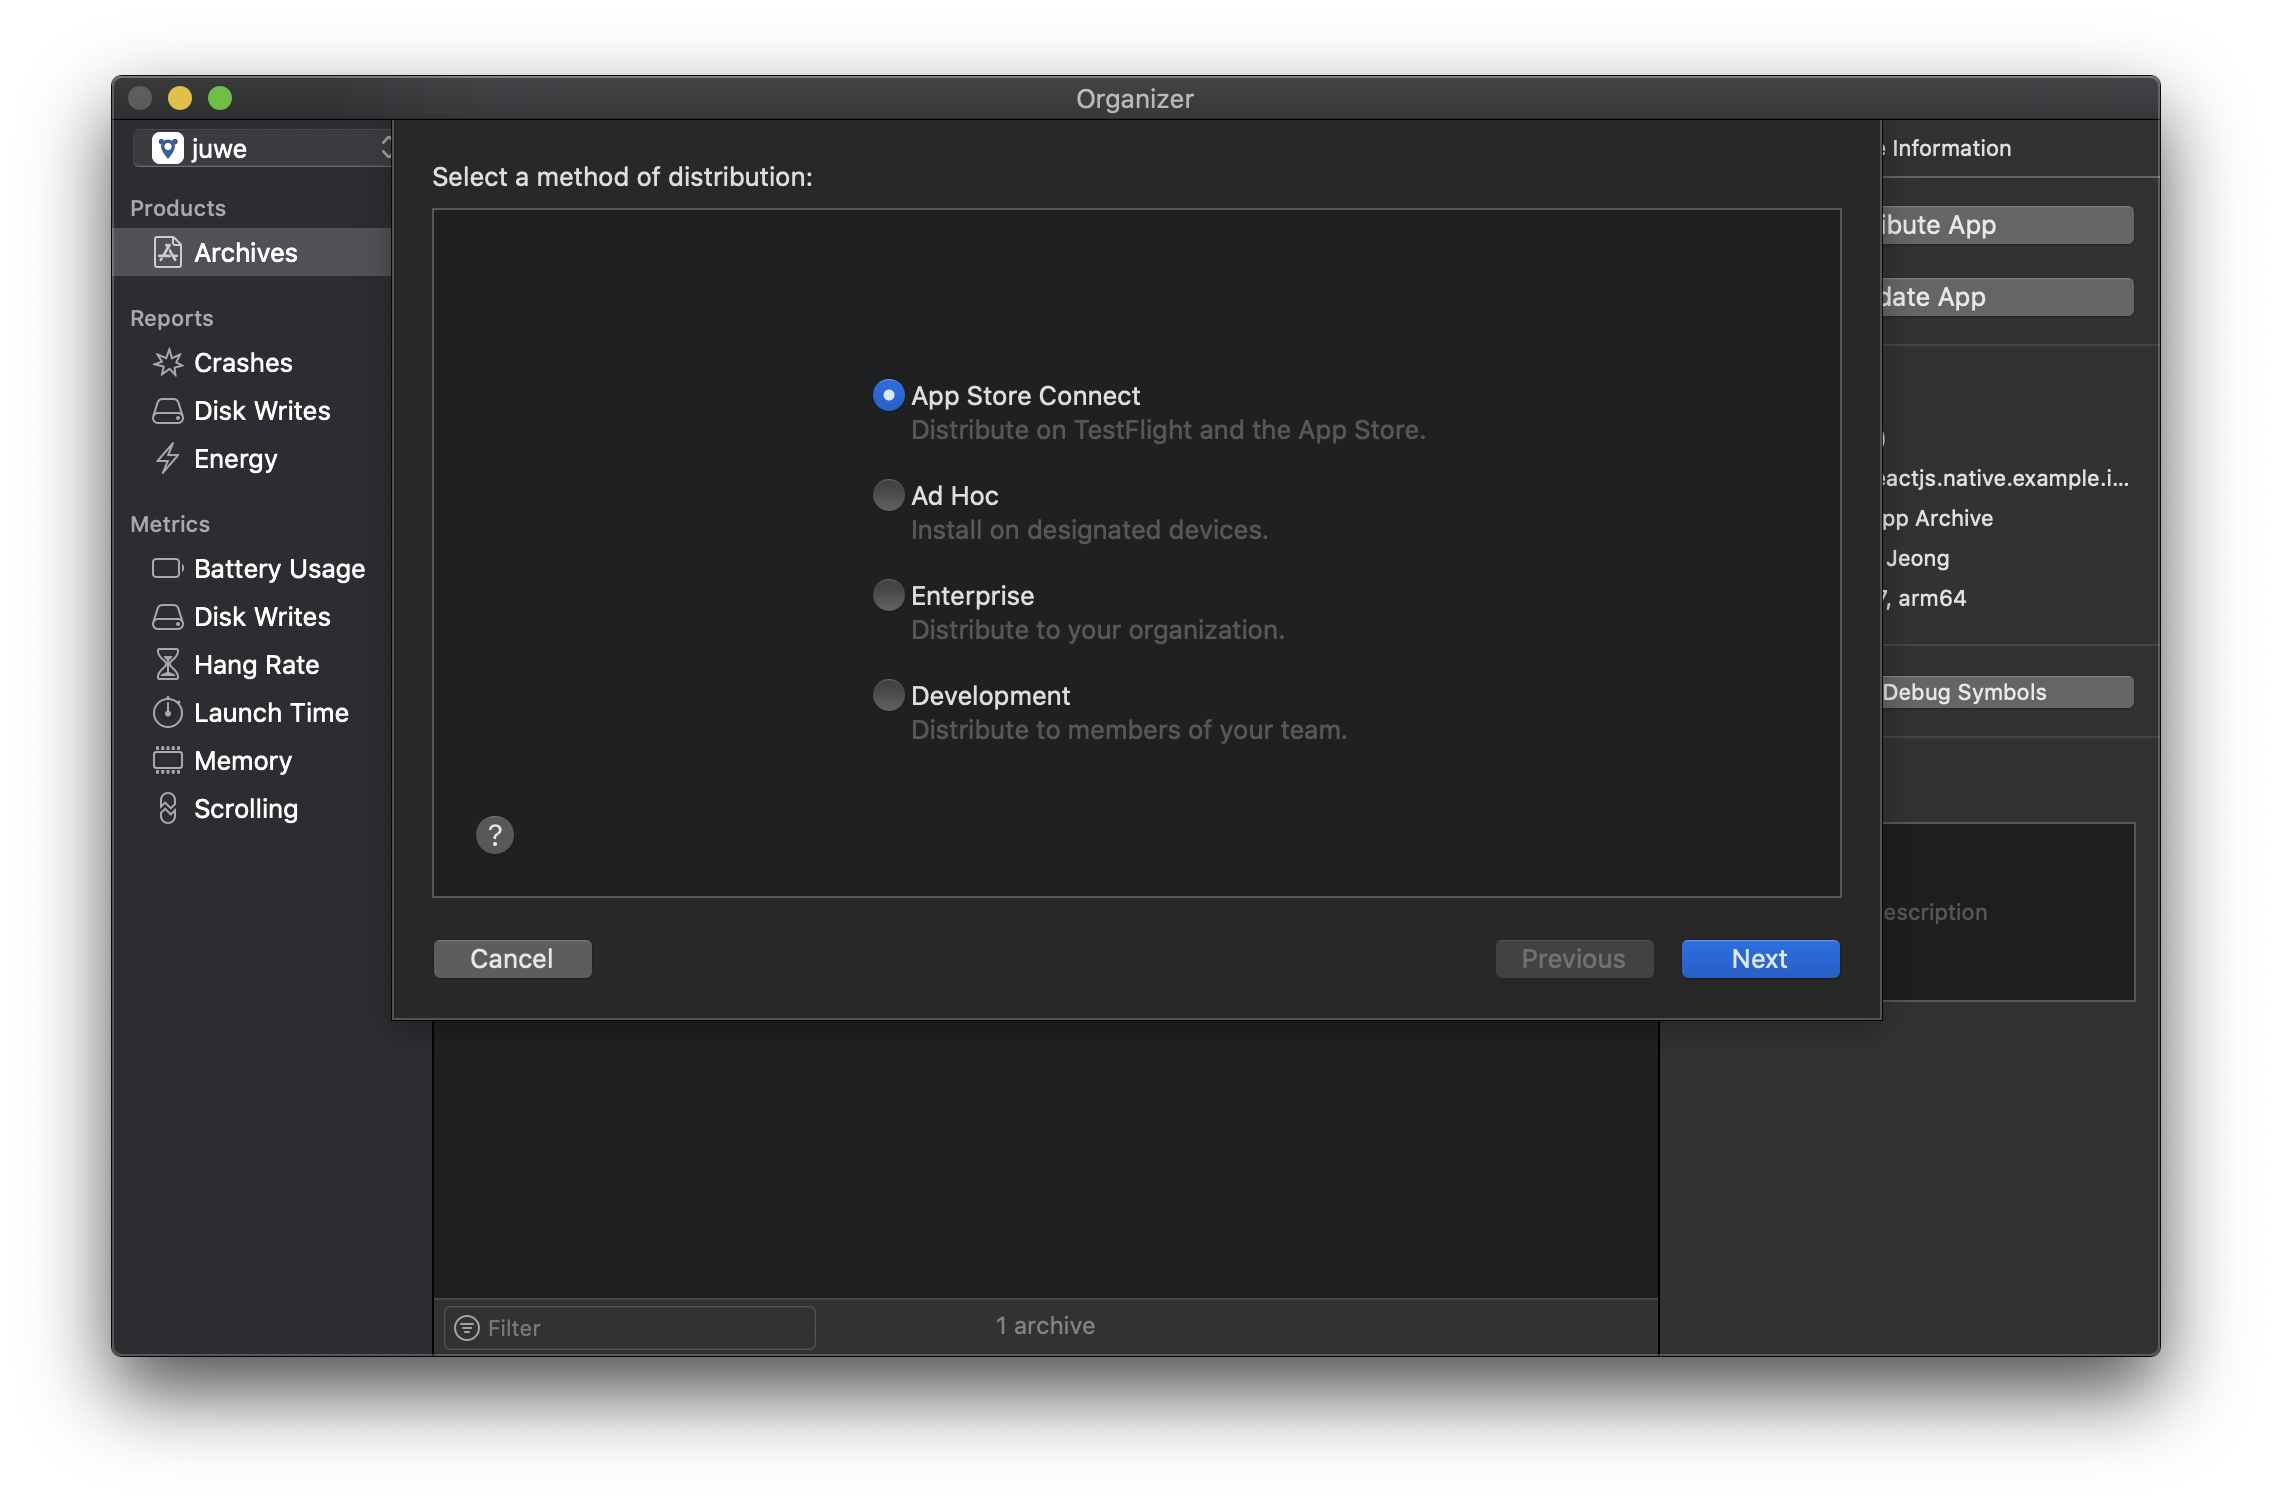 Organizer
juwe
Products
Archives
Reports
Crashes
Disk Writes
Energy
Metrics
Battery Usage
Disk Writes
Hang Rate
Launch Time
Memory
Scrolling
Select a method of distribution:
App Store Connect
Distribute on TestFlight and the App Store.
Ad Hoc
Install on designated devices.
Enterprise
Distribute to your organization.
Development
Distribute to members of your team.
?
Cancel
Previous
Next
Information
ibute App
date App
eactjs.native.example.i...
pp Archive
Jeong
7, arm64
Debug Symbols
escription
Filter
1 archive